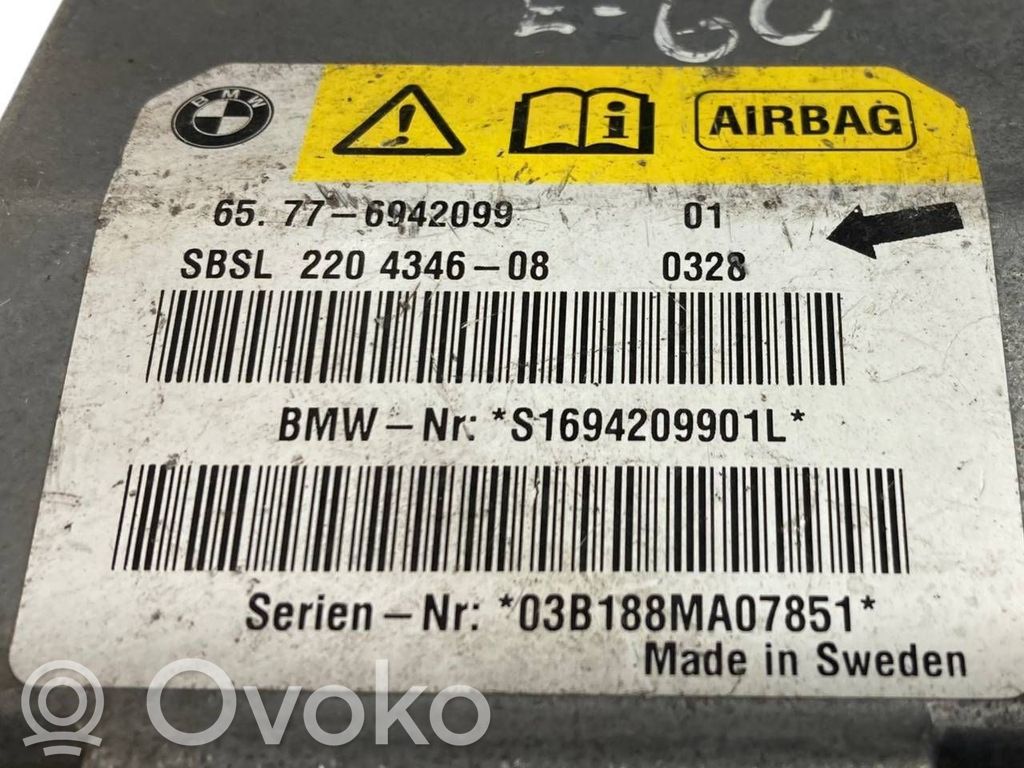 E-60
BMW
i AIRBAG
65. 77-6942099 01
SBSL 220 4346-08 0328
BMW-Nr: *S1694209901L*
Serien-Nr: *03B188MA07851*
Made in Sweden
Ovoko